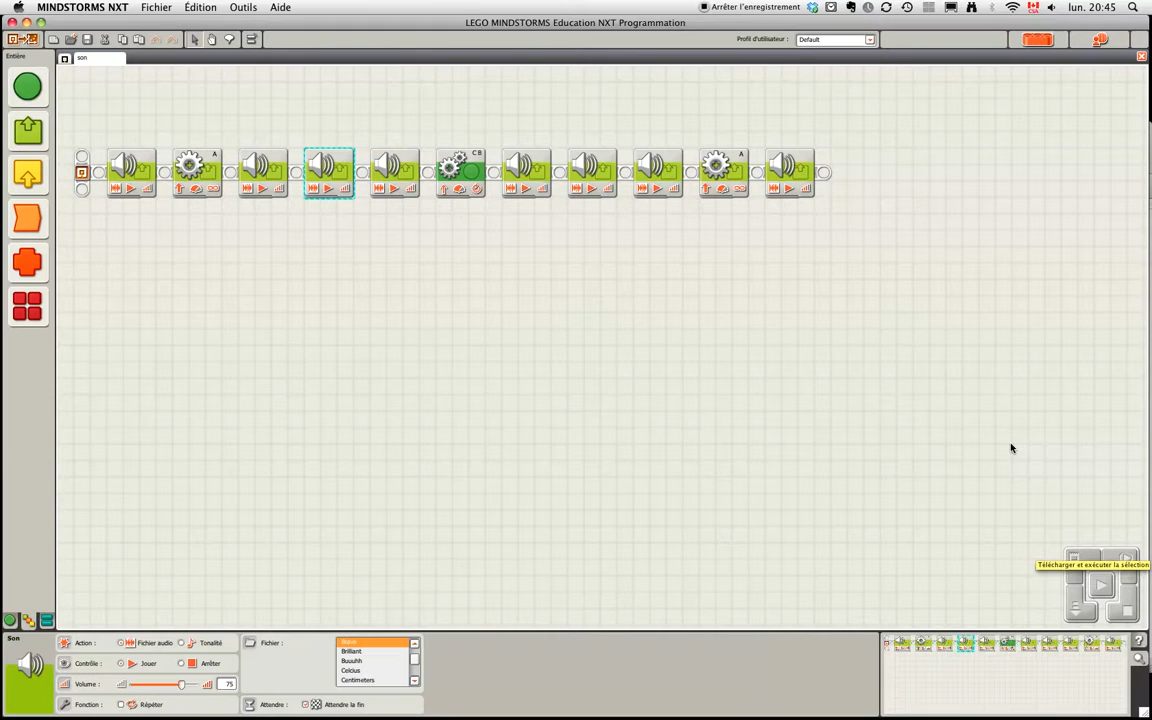 MINDSTORMS NXT Fichier Édition Outils Aide Arrêter l'enregistrement CSA lun. 20:45
LEGO MINDSTORMS Education NXT Programmation
Profil d'utilisateur : Default
Entière
son
A
C B
A
Télécharger et exécuter la sélection
Son
Action : Fichier audio Tonalité
Contrôle : Jouer Arrêter
Volume : 75
Fonction : Répéter
Fichier :
Brilliant
Buuuhh
Celcius
Centimeters
Attendre : Attendre la fin
?